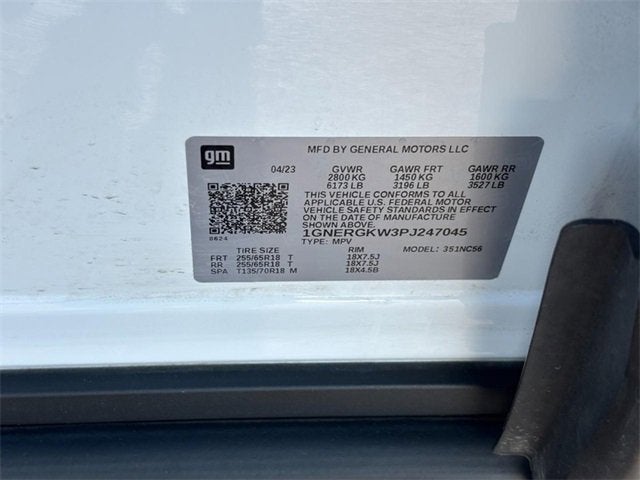 gm
MFD BY GENERAL MOTORS LLC
04/23 GVWR GAWR FRT GAWR RR
2800 KG 1450 KG 1600 KG
6173 LB 3196 LB 3527 LB
THIS VEHICLE CONFORMS TO ALL
APPLICABLE U.S. FEDERAL MOTOR
VEHICLE SAFETY STANDARDS IN EFFECT
ON THE DATE OF MANUFACTURE
SHOWN ABOVE.
1GNERGKW3PJ247045
8624
TYPE: MPV MODEL: 351NC56
TIRE SIZE RIM
FRT 255/65R18 T 18X7.5J
RR 255/65R18 T 18X7.5J
SPA T135/70R18 M 18X4.5B